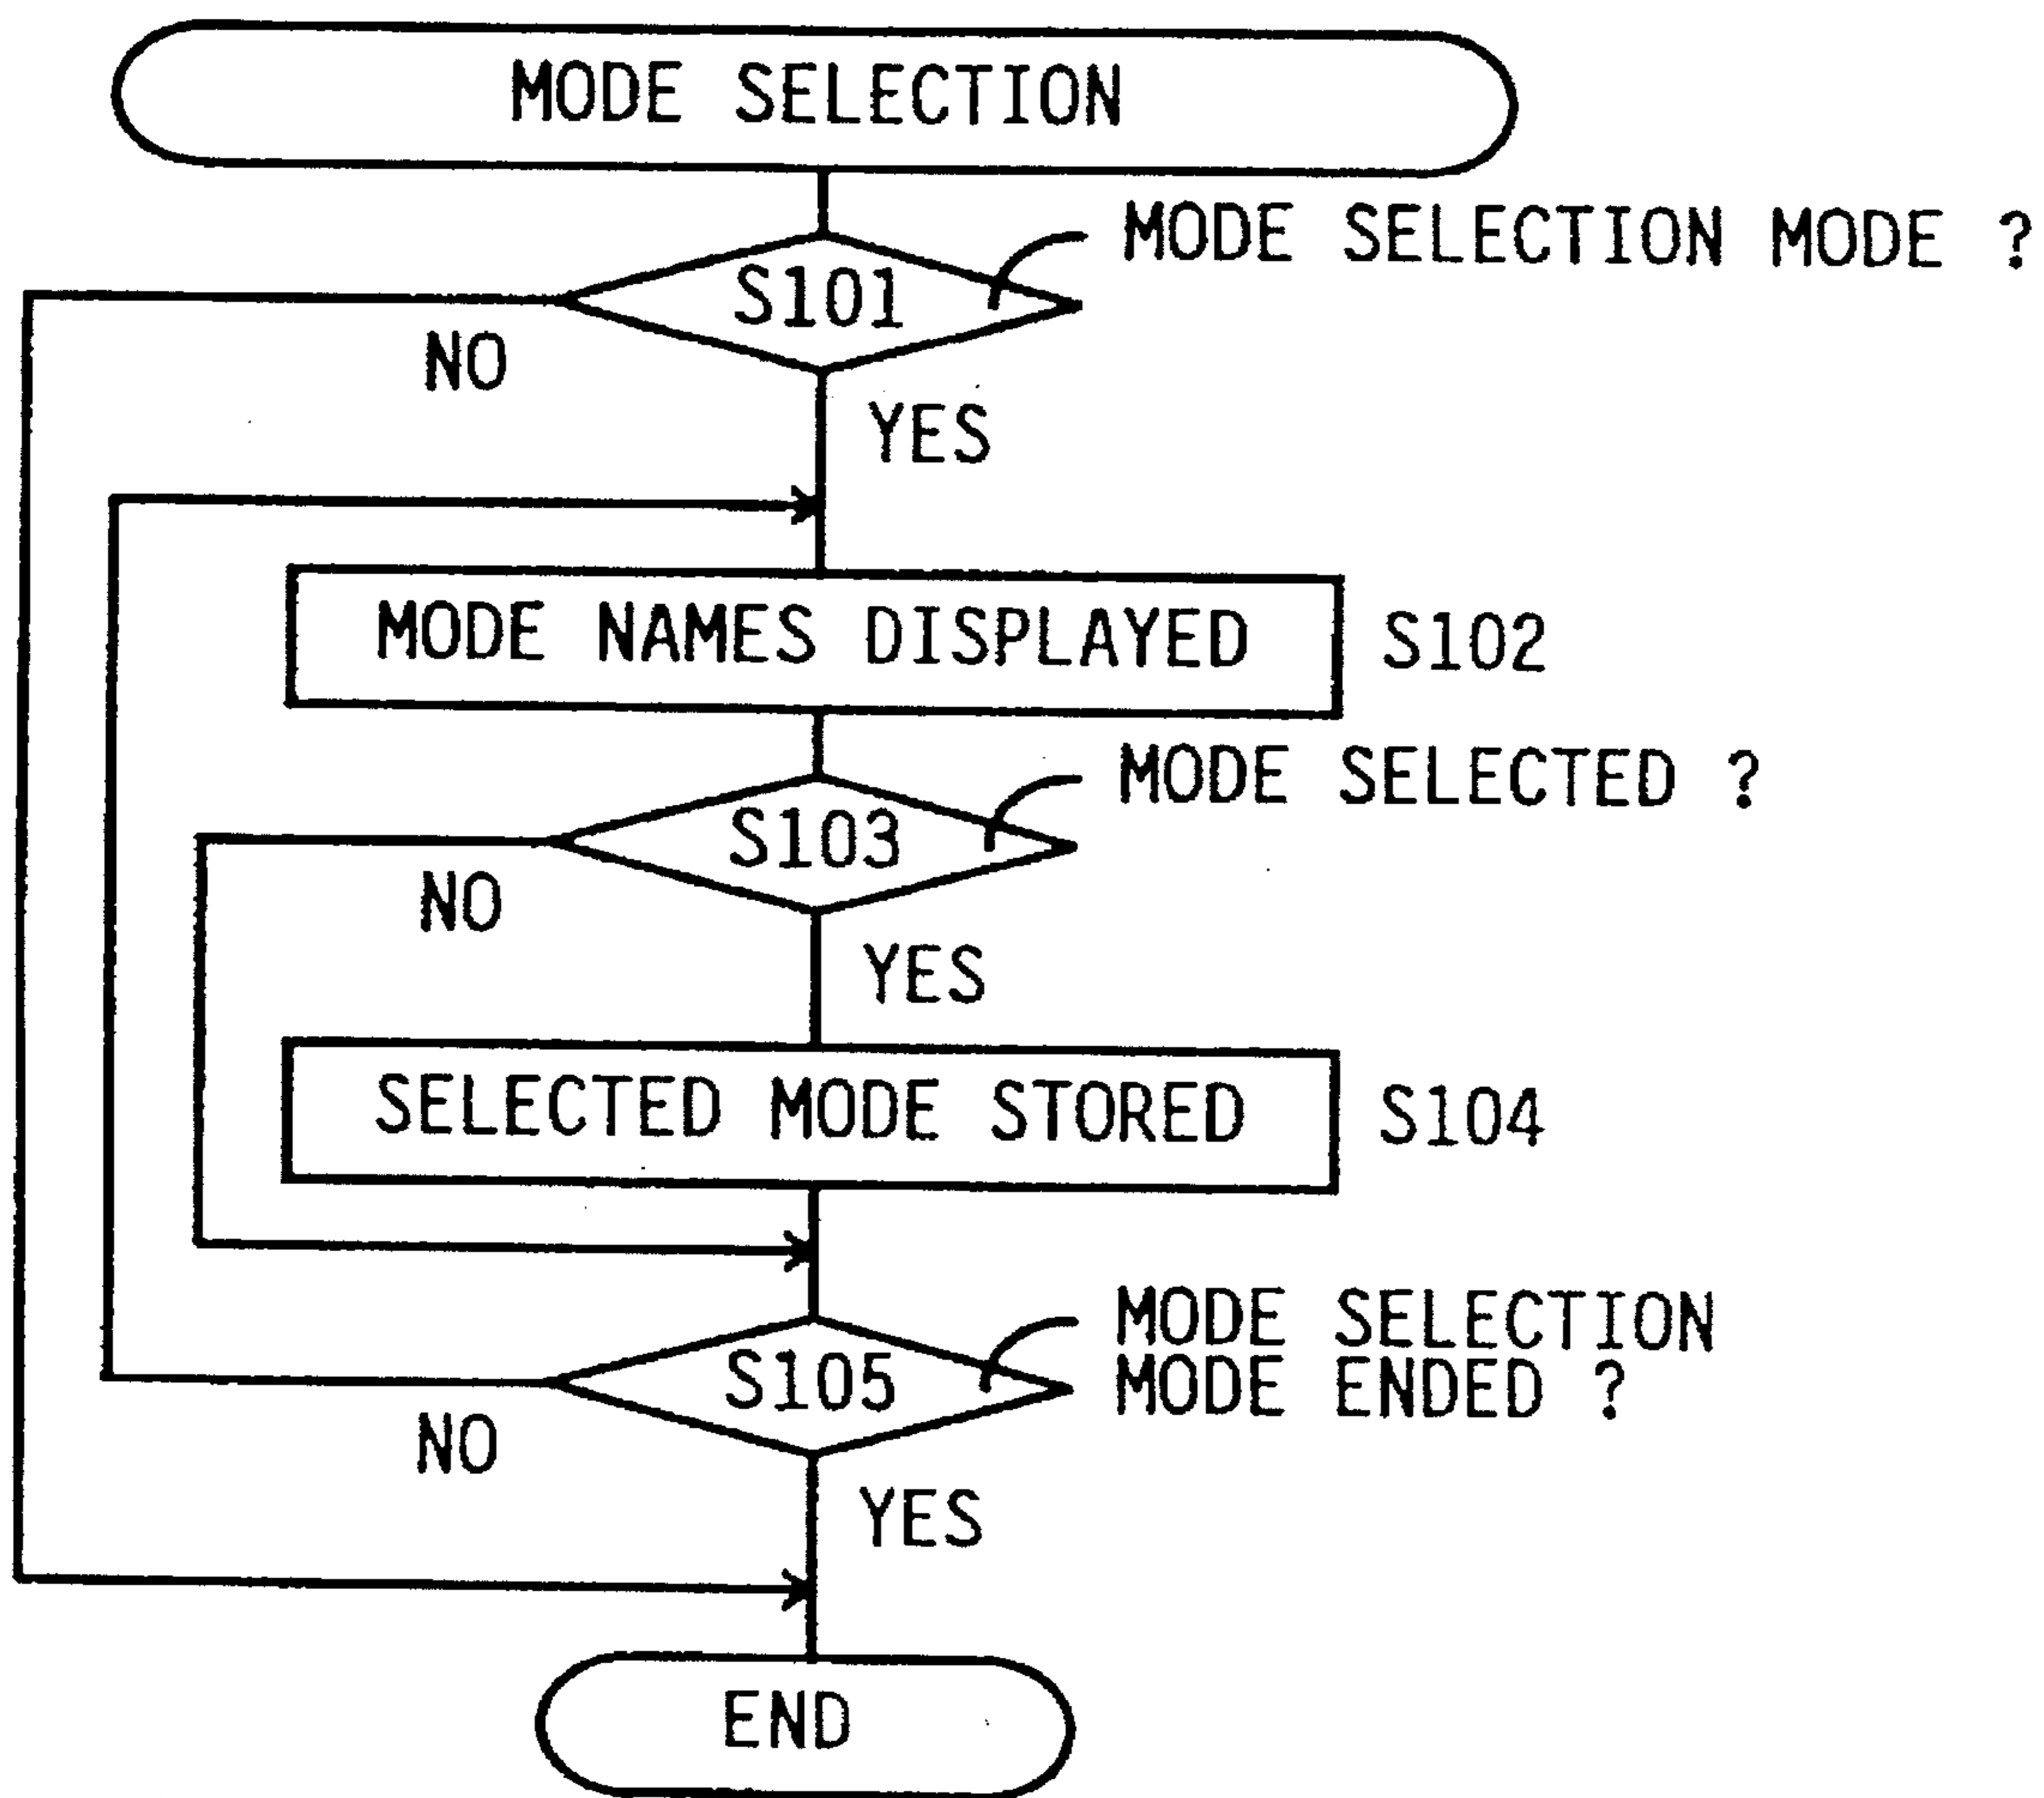 MODE SELECTION
MODE SELECTION MODE ?
S101
NO
YES
MODE NAMES DISPLAYED
S102
MODE SELECTED ?
S103
NO
YES
SELECTED MODE STORED
S104
MODE SELECTION
MODE ENDED ?
S105
NO
YES
END